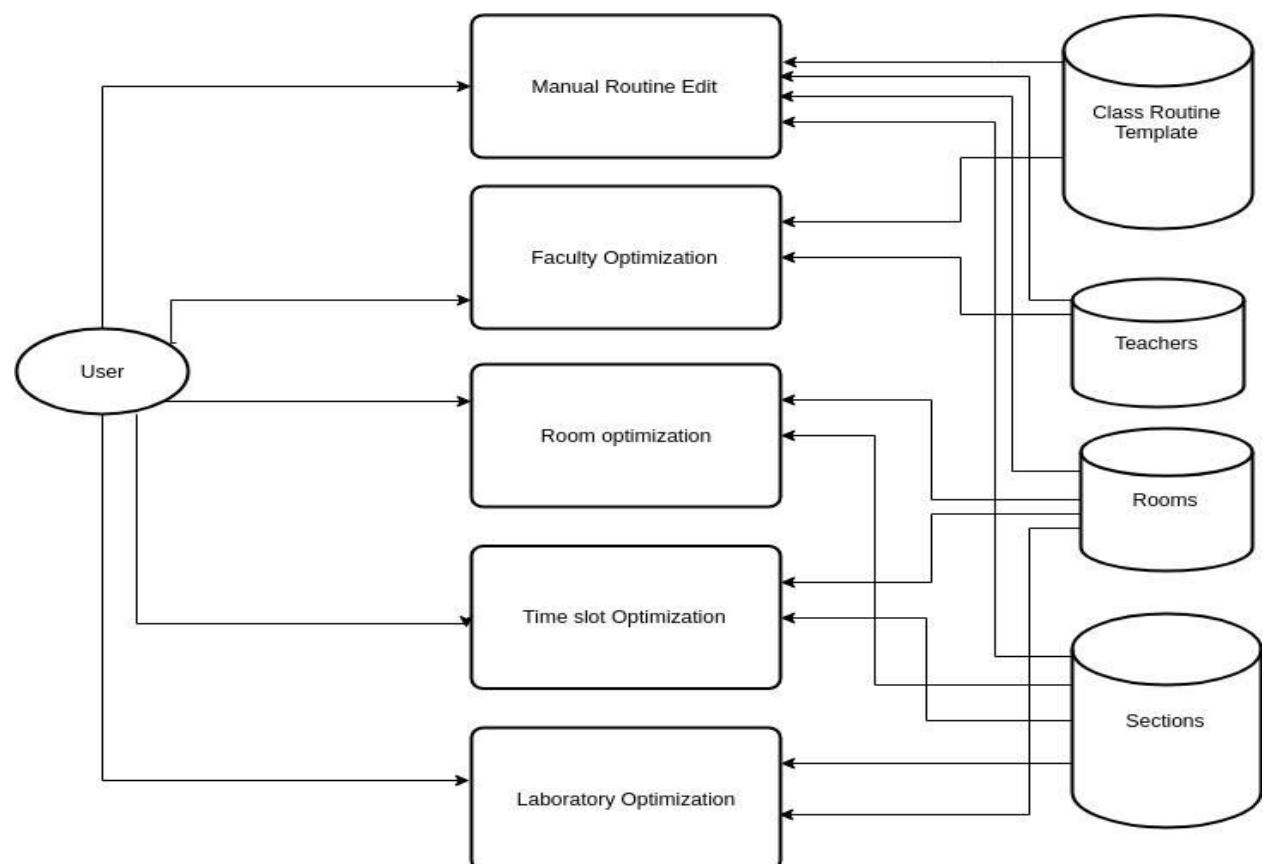 Manual Routine Edit
Class Routine
Template
Faculty Optimization
Teachers
User
Room optimization
Rooms
Time slot Optimization
Sections
Laboratory Optimization